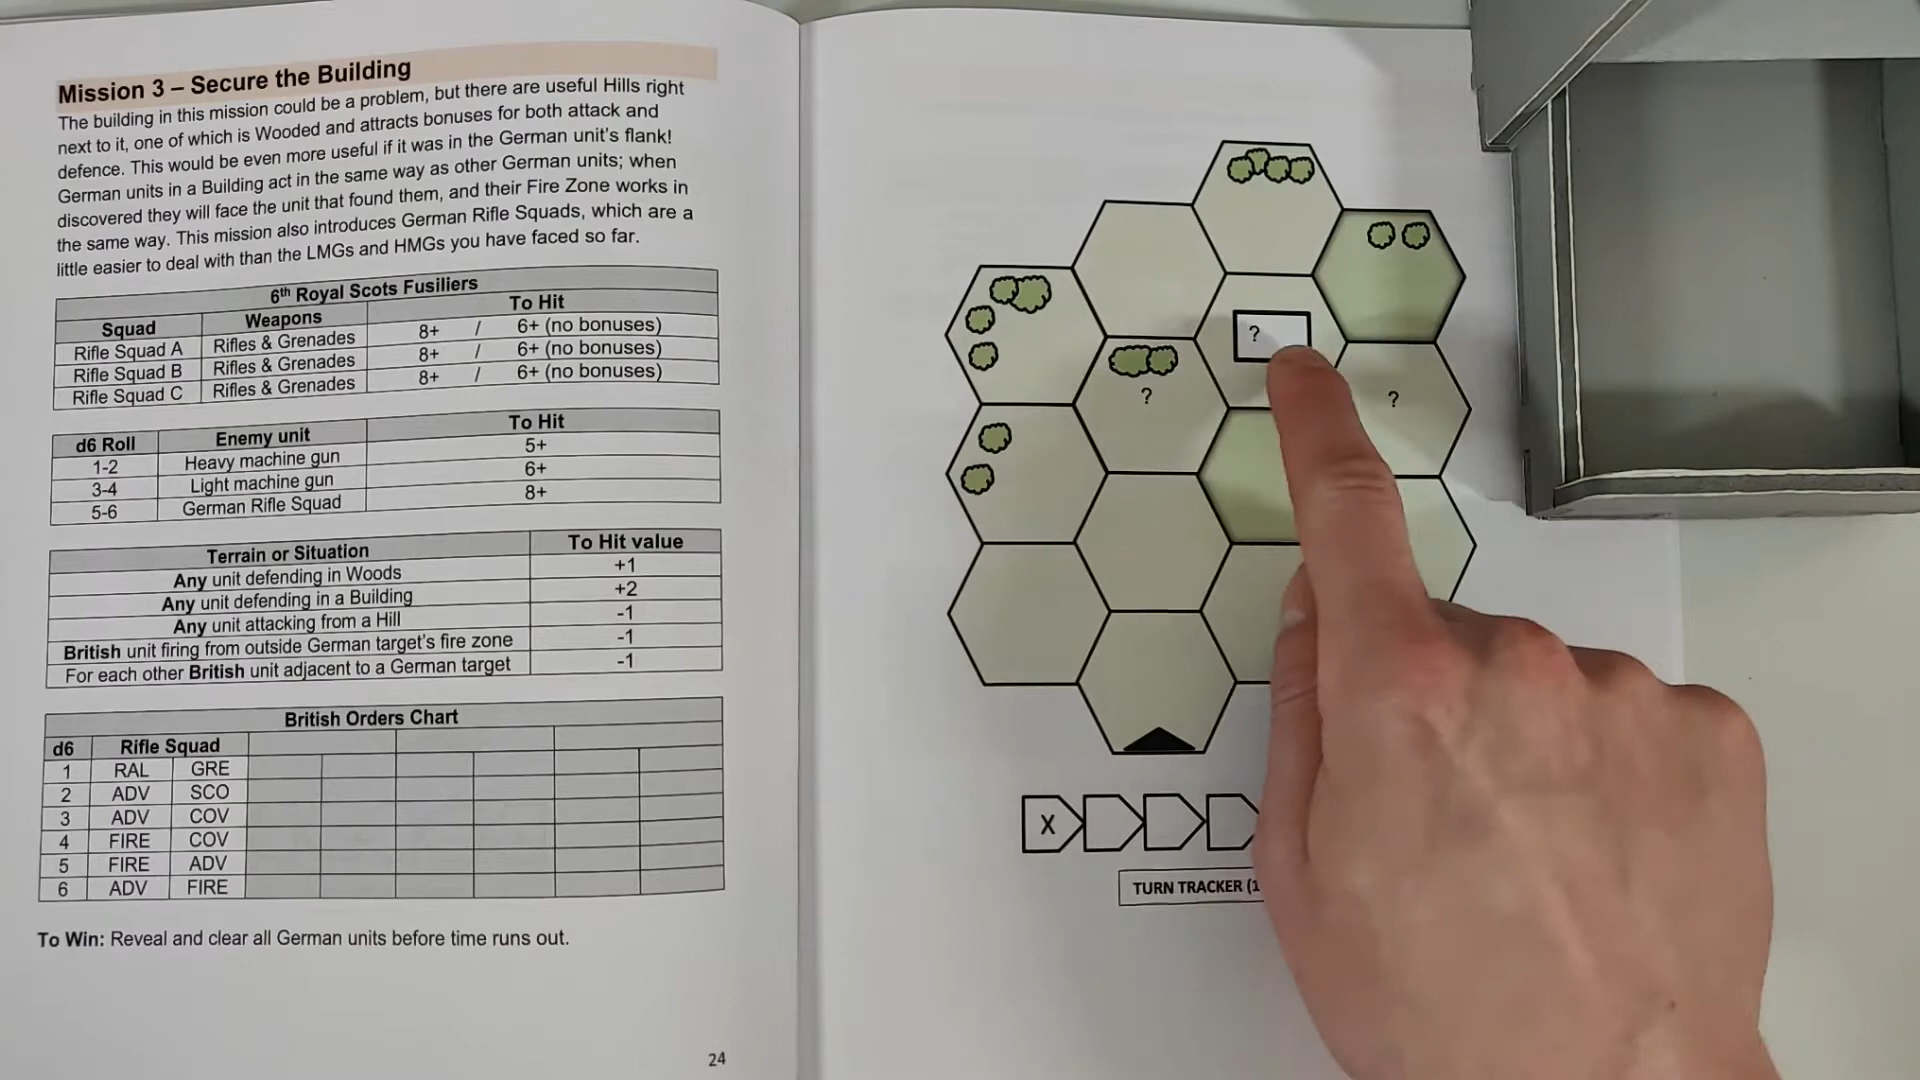 Mission 3 – Secure the Building
The building in this mission could be a problem, but there are useful Hills right
next to it, one of which is Wooded and attracts bonuses for both attack and
defence. This would be even more useful if it was in the German unit's flank!
German units in a Building act in the same way as other German units; when
discovered they will face the unit that found them, and their Fire Zone works in
the same way. This mission also introduces German Rifle Squads, which are a
little easier to deal with than the LMGs and HMGs you have faced so far.
6th Royal Scots Fusiliers
Squad Weapons To Hit
Rifle Squad A Rifles & Grenades 8+ / 6+ (no bonuses)
Rifle Squad B Rifles & Grenades 8+ / 6+ (no bonuses)
Rifle Squad C Rifles & Grenades 8+ / 6+ (no bonuses)
d6 Roll Enemy unit To Hit
1-2 Heavy machine gun 5+
3-4 Light machine gun 6+
5-6 German Rifle Squad 8+
Terrain or Situation To Hit value
Any unit defending in Woods +1
Any unit defending in a Building +2
Any unit attacking from a Hill -1
British unit firing from outside German target's fire zone -1
For each other British unit adjacent to a German target -1
British Orders Chart
d6 Rifle Squad
1 RAL GRE
2 ADV SCO
3 ADV COV
4 FIRE COV
5 FIRE ADV
6 ADV FIRE
To Win: Reveal and clear all German units before time runs out.
24
?
?
?
X
TURN TRACKER (1